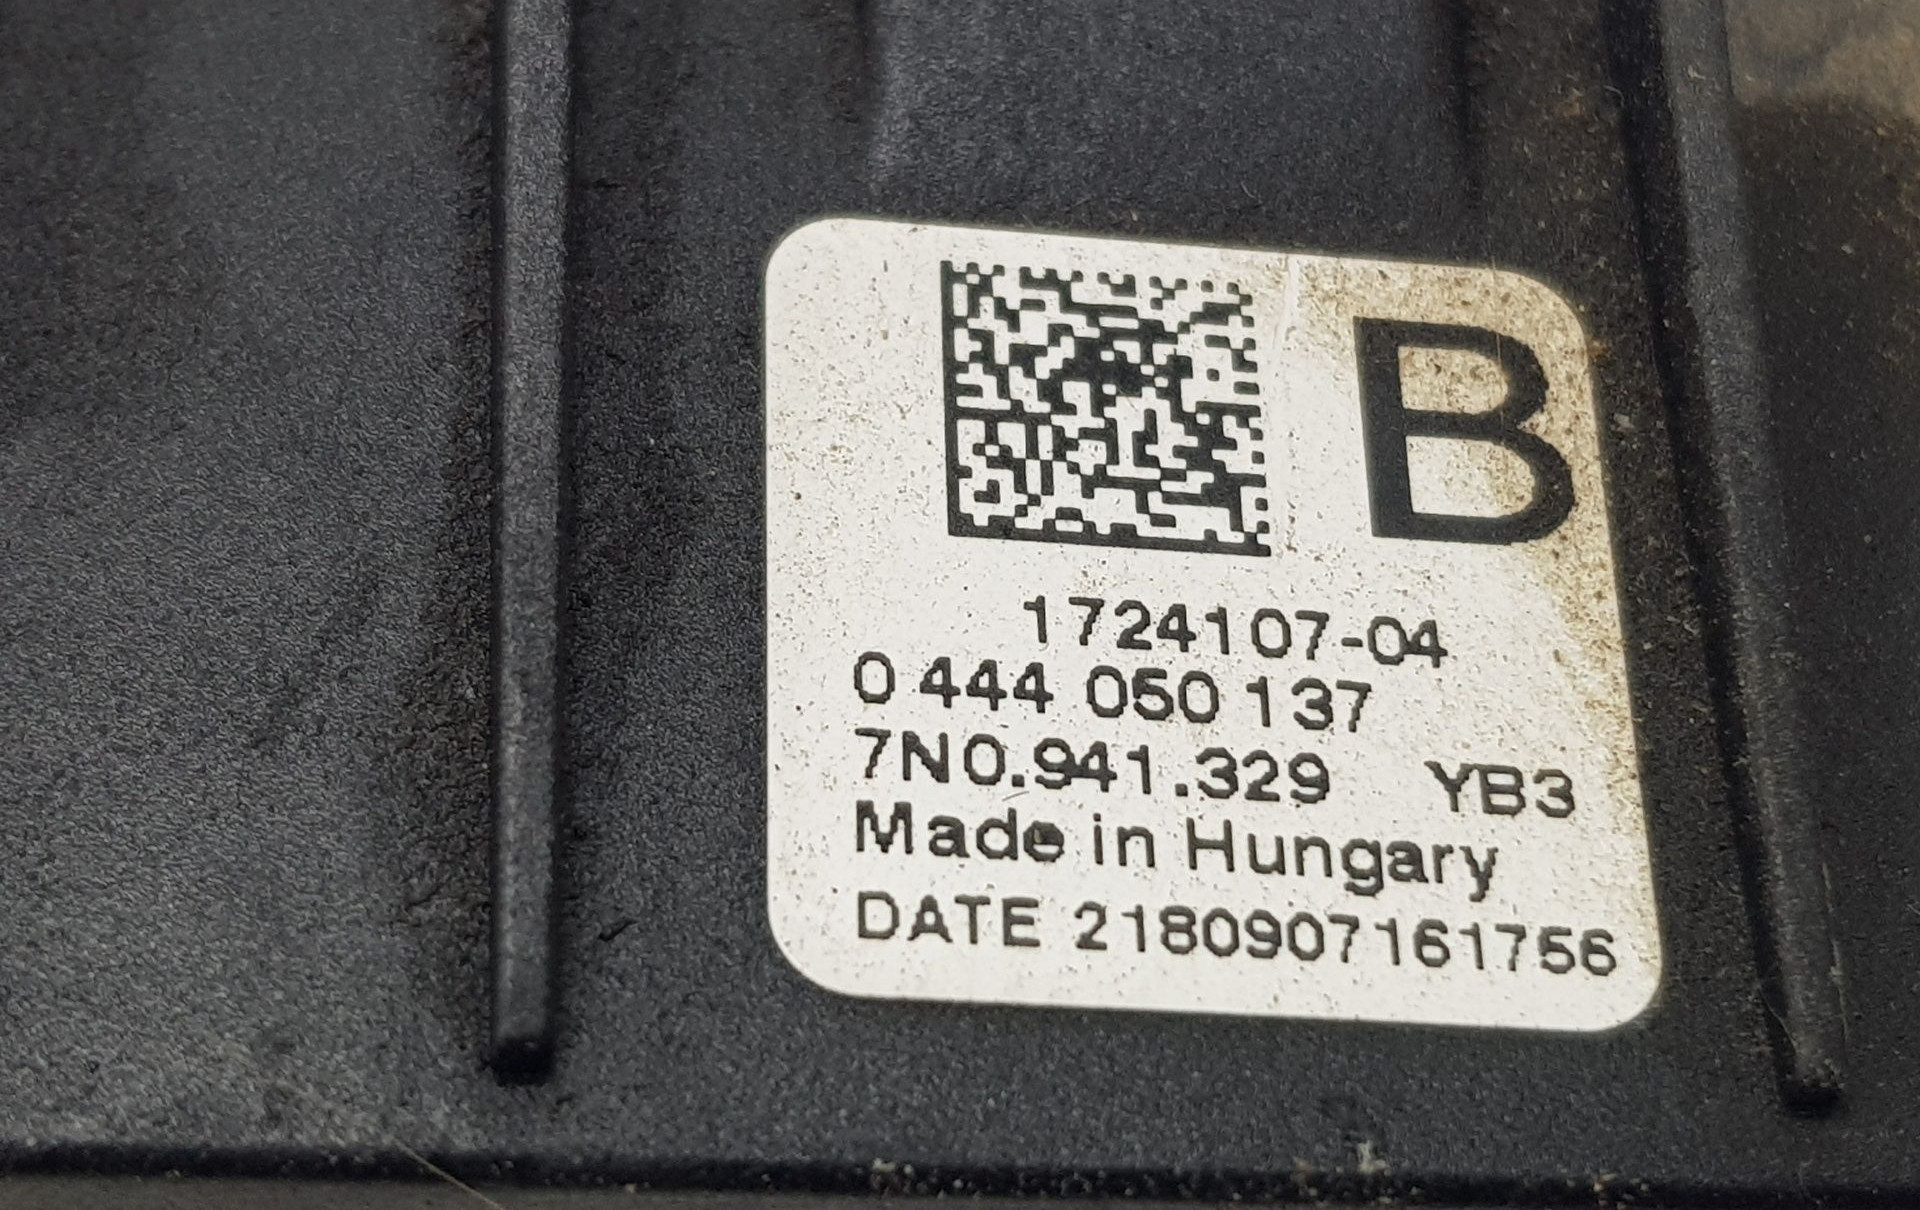 B
1724107-04
0 444 050 137
7N0.941.329 YB3
Made in Hungary
DATE 2180907161756